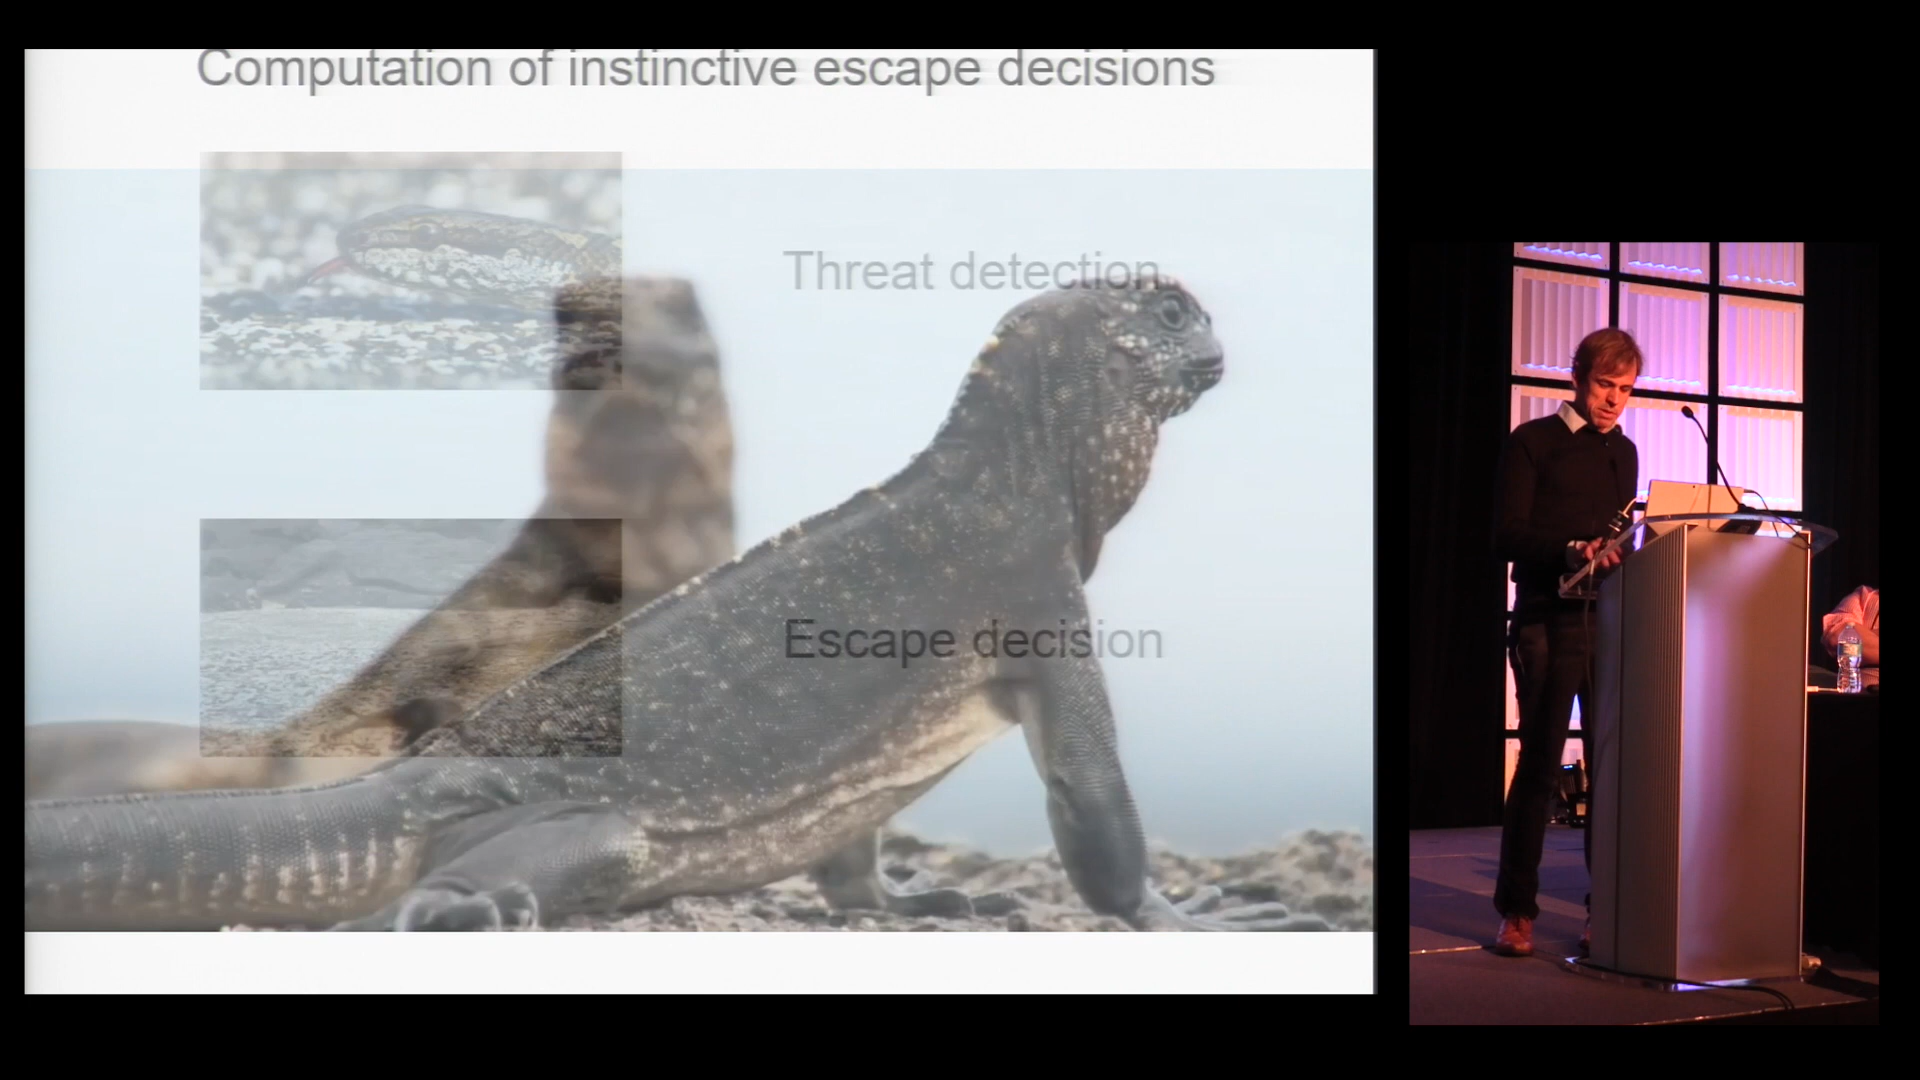 Computation of instinctive escape decisions
Threat detection
Escape decision